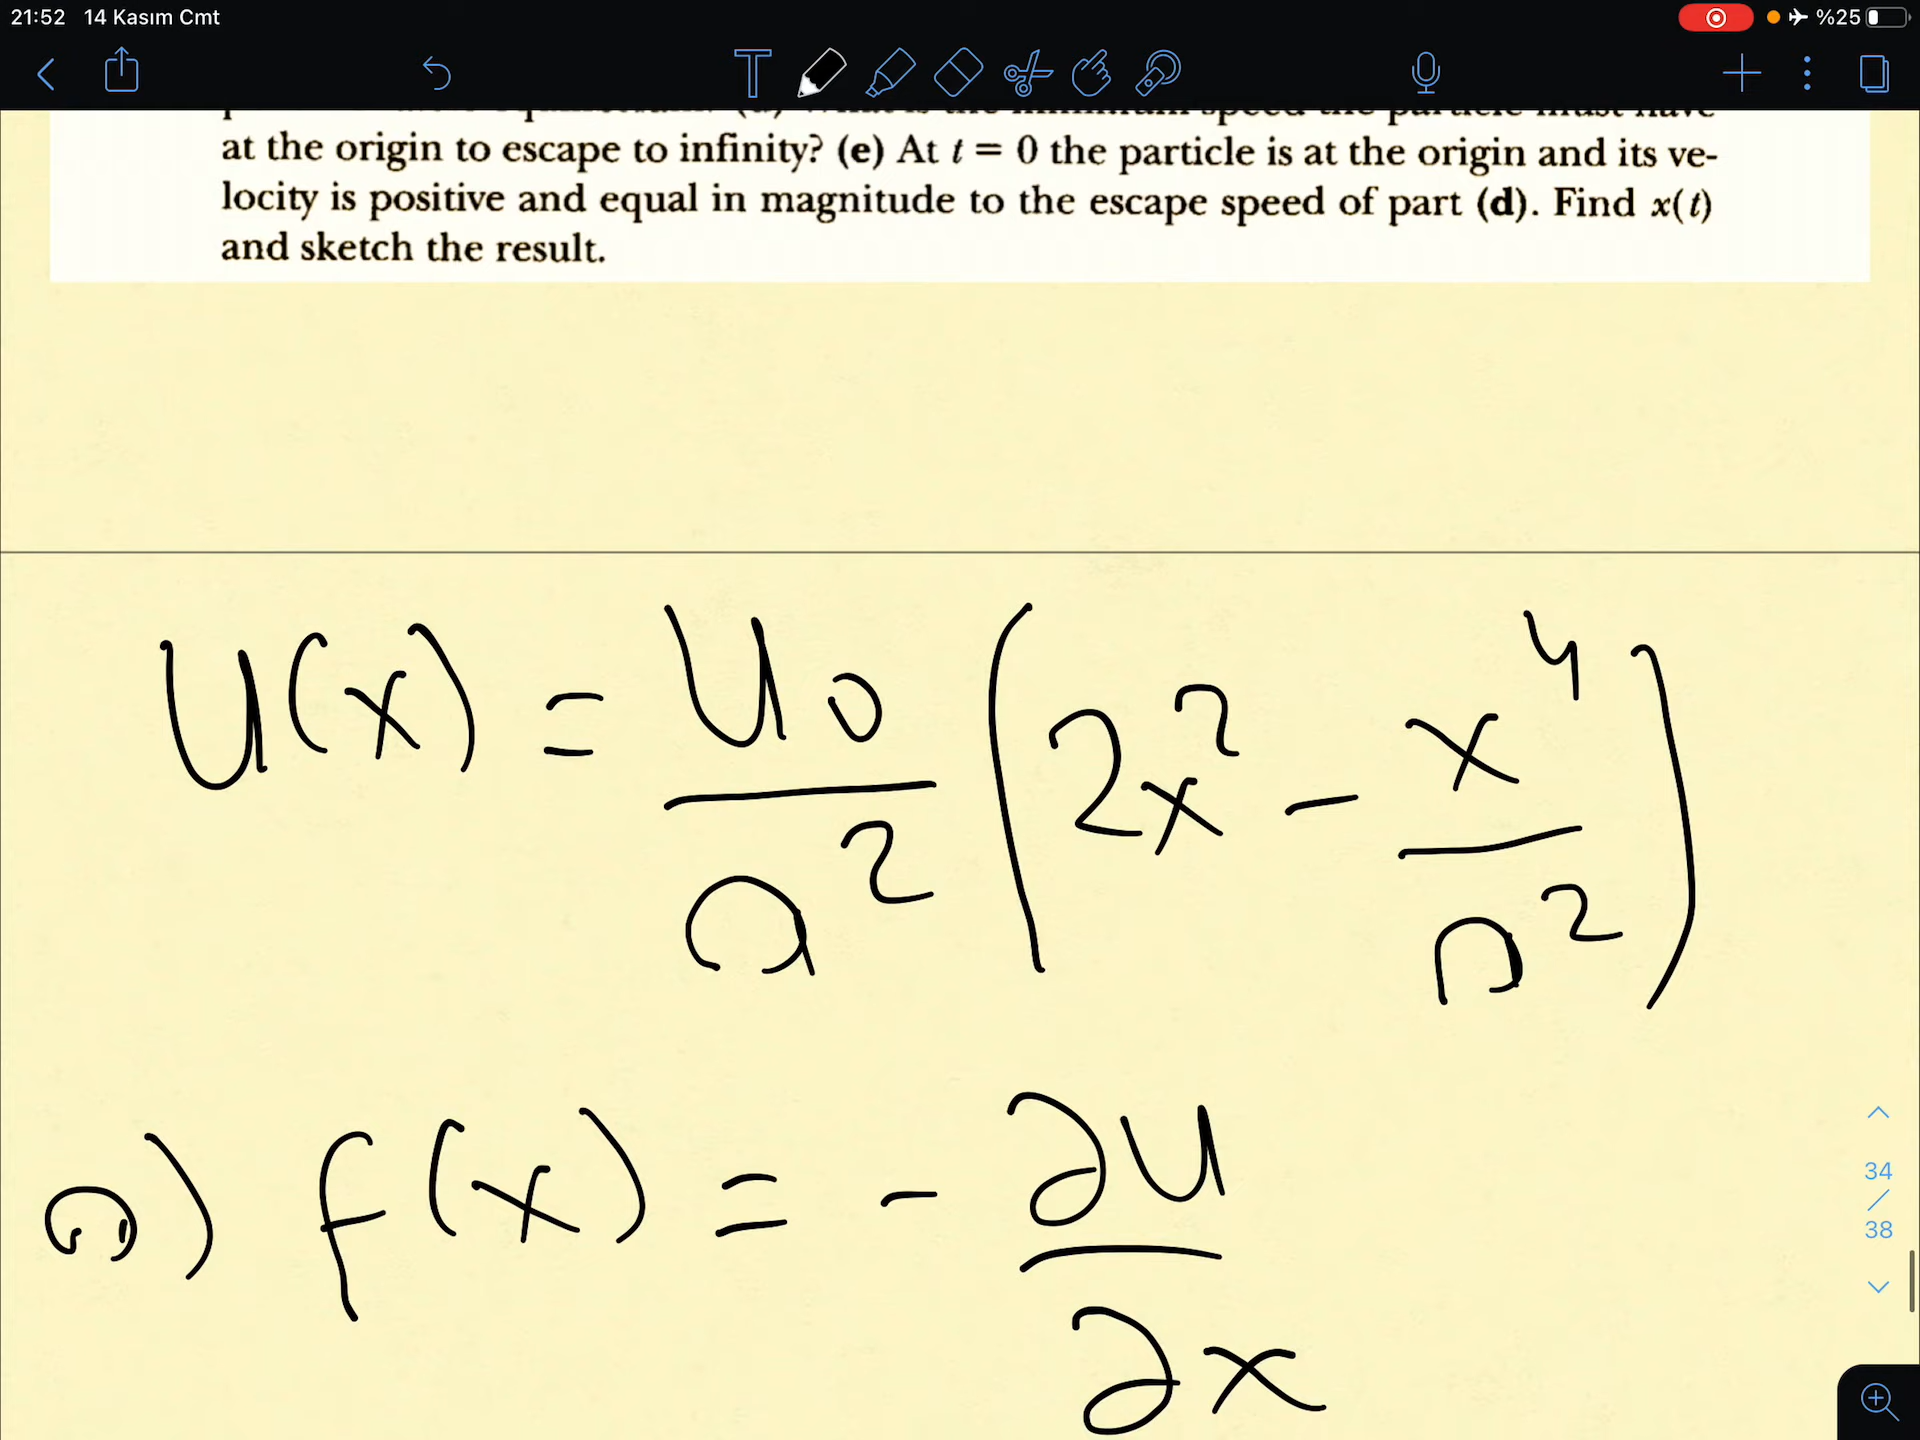 21:52 14 Kasım Cmt %25
at the origin to escape to infinity? (e) At t = 0 the particle is at the origin and its ve-
locity is positive and equal in magnitude to the escape speed of part (d). Find x(t)
and sketch the result.
U(x) = U₀/a² (2x² − x⁴/a²)
a) f(x) = − ∂U/∂x
34
/
38